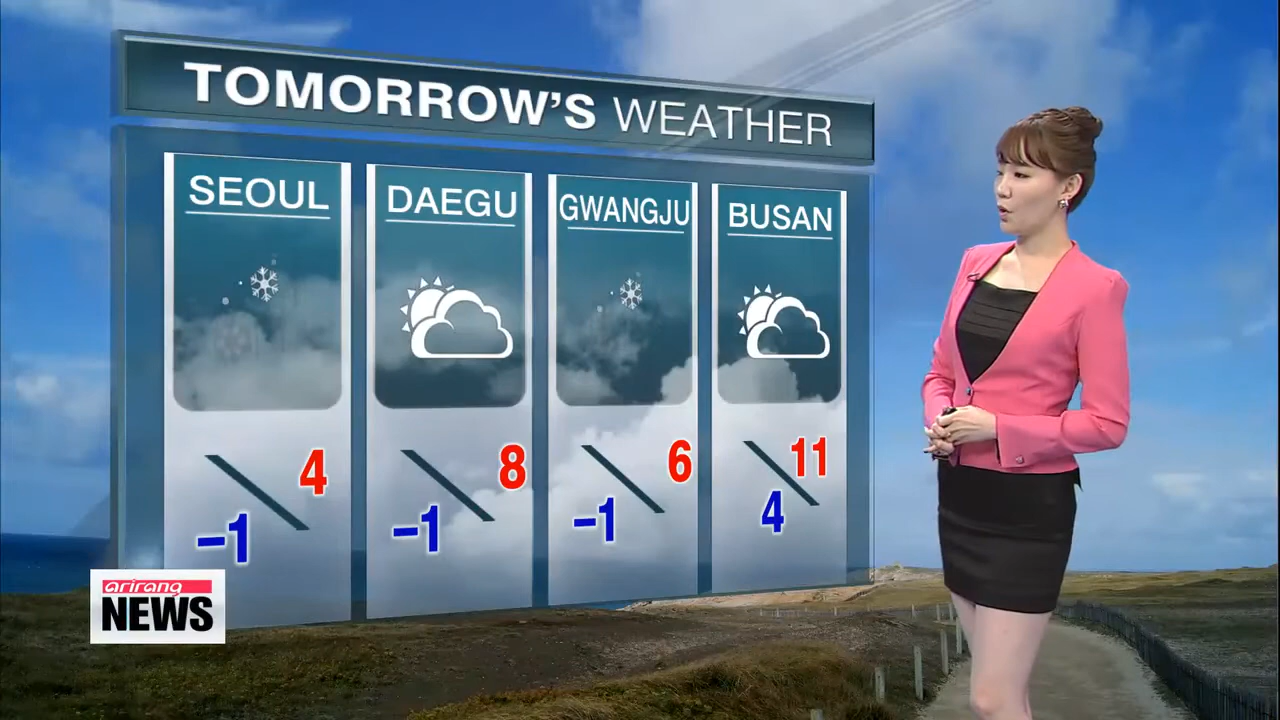 TOMORROW'S WEATHER
SEOUL
DAEGU
GWANGJU
BUSAN
4
-1
8
-1
6
-1
11
4
arirang
NEWS